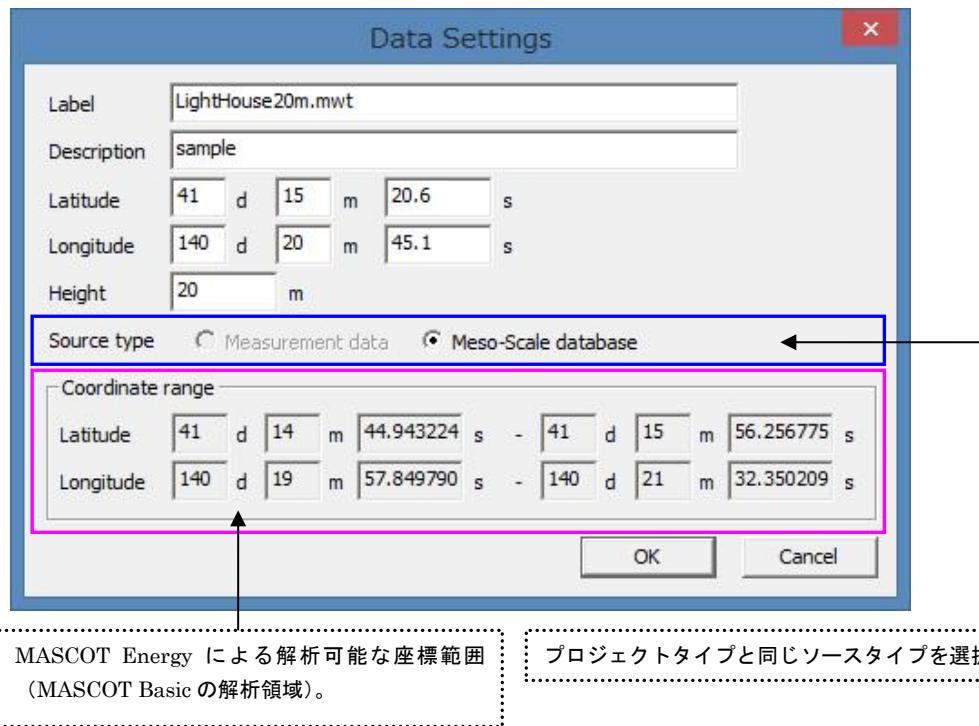 Data Settings
Label LightHouse20m.mwt
Description sample
Latitude 41 d 15 m 20.6 s
Longitude 140 d 20 m 45.1 s
Height 20 m
Source type Measurement data Meso-Scale database
Coordinate range
Latitude 41 d 14 m 44.943224 s - 41 d 15 m 56.256775 s
Longitude 140 d 19 m 57.849790 s - 140 d 21 m 32.350209 s
OK Cancel
MASCOT Energy による解析可能な座標範囲
（MASCOT Basic の解析領域）。
プロジェクトタイプと同じソースタイプを選